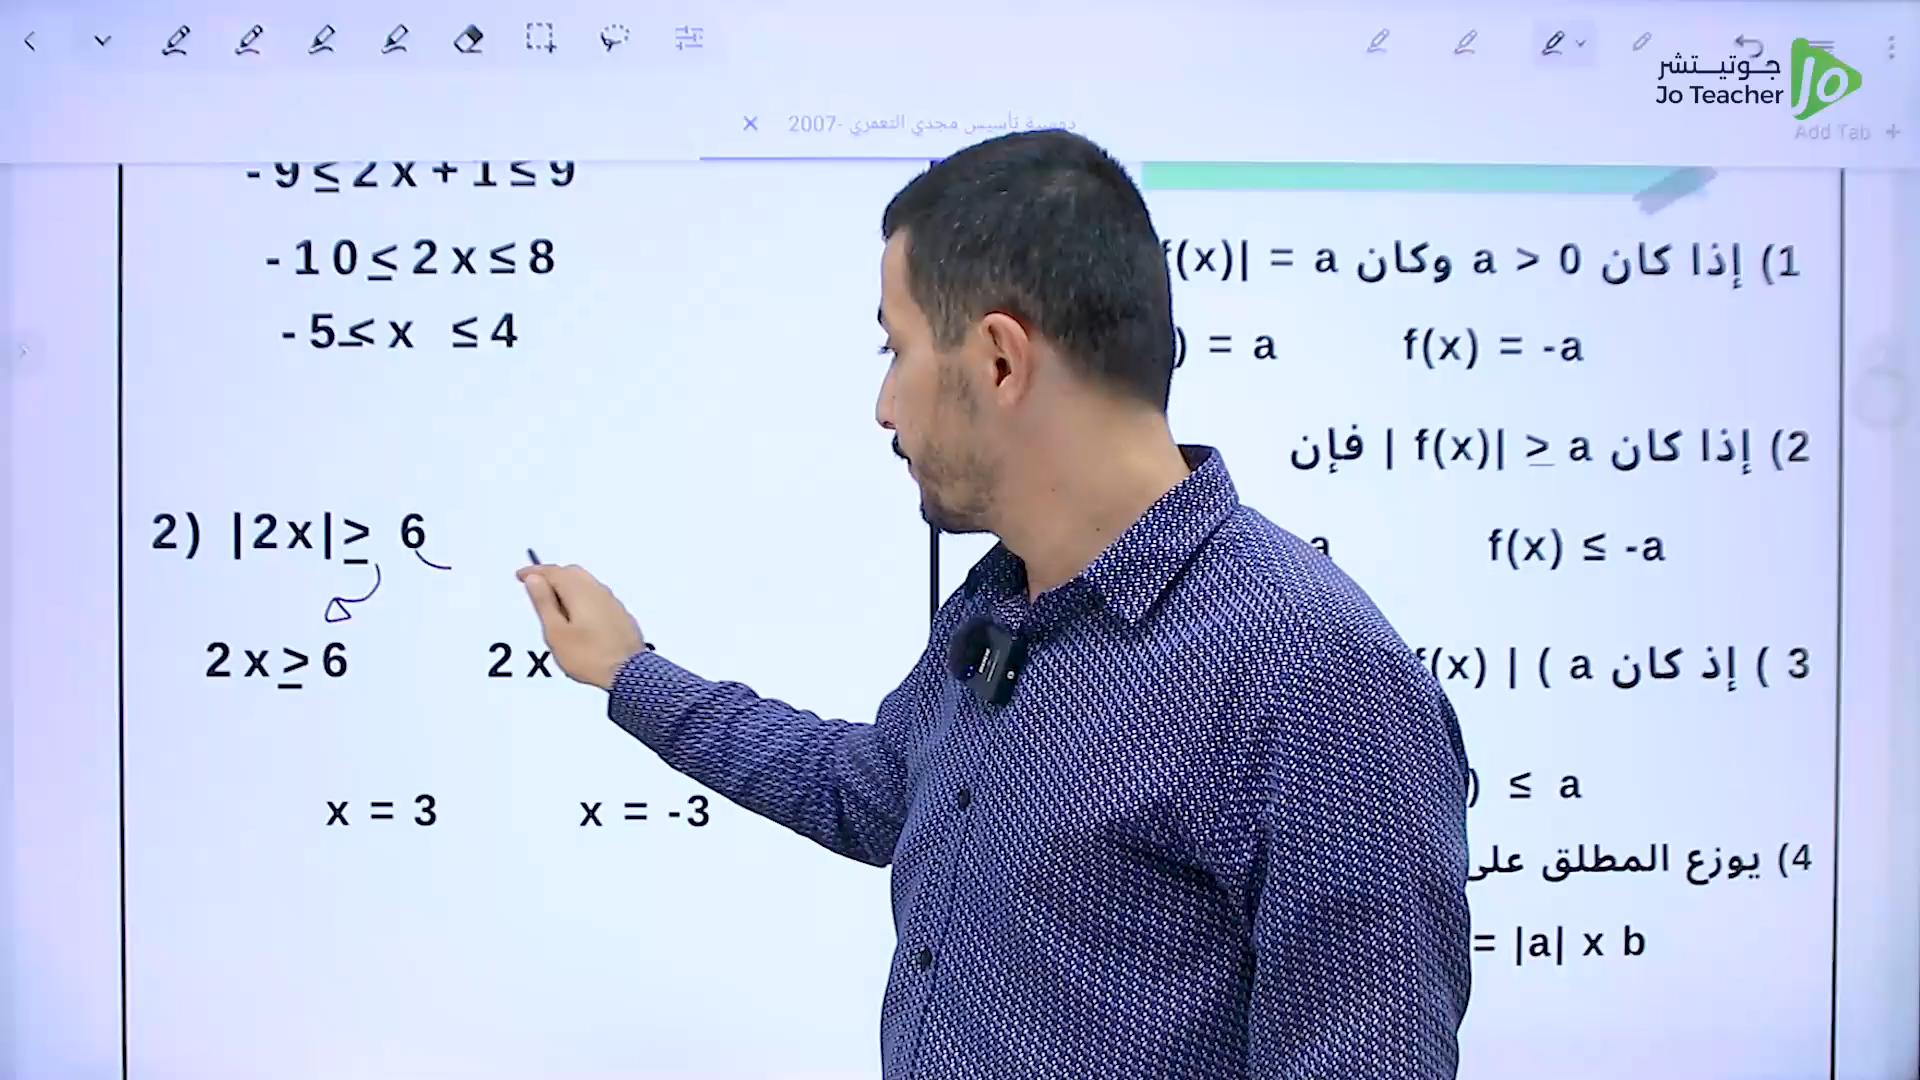 جوتيتشر
Jo Teacher
دوسية تأسيس مجدي التعمري -2007
Add Tab +
-9 ≤ 2x + 1 ≤ 9
-10 ≤ 2x ≤ 8
-5 ≤ x ≤ 4
2) |2x| ≥ 6
2x ≥ 6 2x
x = 3 x = -3
1) إذا كان a > 0 وكان f(x)| = a
) = a f(x) = -a
2) إذا كان | f(x)| ≥ a فإن
a f(x) ≤ -a
3 ) إذ كان f(x) | ( a
) ≤ a
4) يوزع المطلق على
= |a| x b